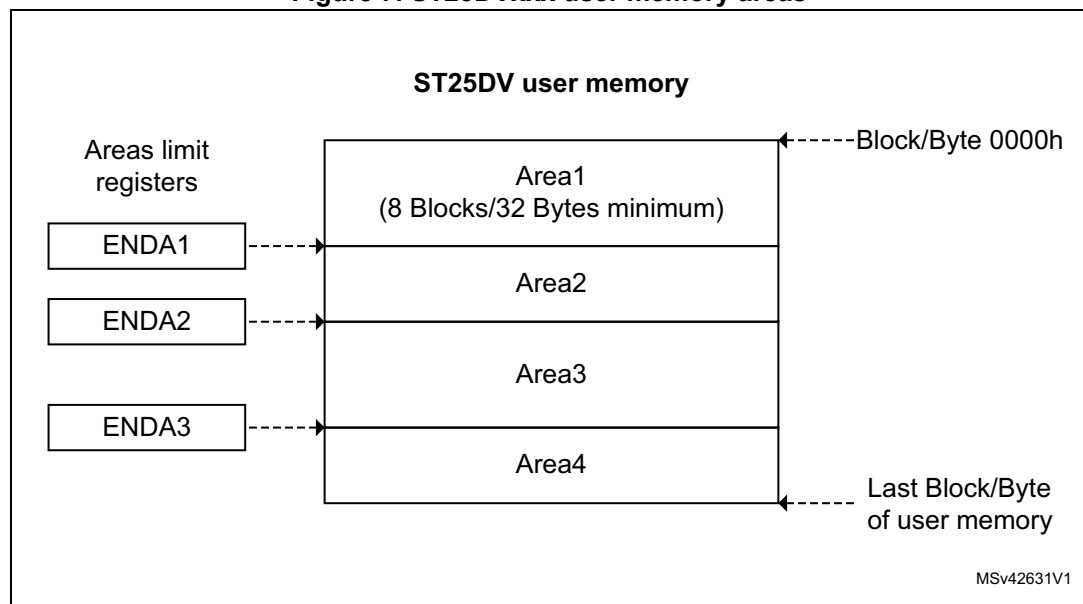 ST25DV user memory
Areas limit
registers
Block/Byte 0000h
Area1
(8 Blocks/32 Bytes minimum)
ENDA1
Area2
ENDA2
Area3
ENDA3
Area4
Last Block/Byte
of user memory
MSv42631V1